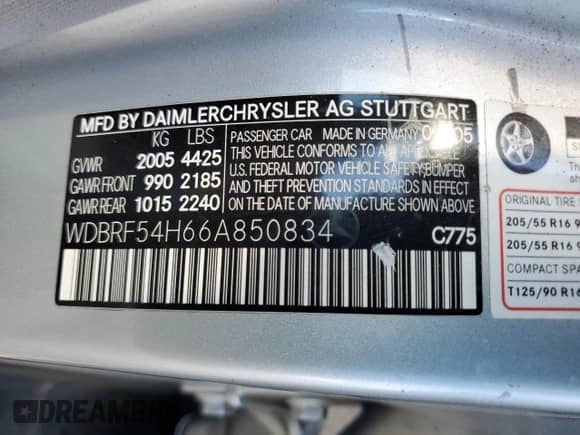 MFD BY DAIMLERCHRYSLER AG STUTTGART
KG LBS
GVWR 2005 4425
GAWR FRONT 990 2185
GAWR REAR 1015 2240
PASSENGER CAR MADE IN GERMANY
THIS VEHICLE CONFORMS TO ALL APPLICABLE
U.S. FEDERAL MOTOR VEHICLE SAFETY/BUMPER
AND THEFT PREVENTION STANDARDS IN EFFECT
ON THE DATE OF MANUFACTURE SHOWN ABOVE.
WDBRF54H66A850834 C775
ORIGINAL TIRE
205/55 R16
205/55 R16
COMPACT
T125/90 R16